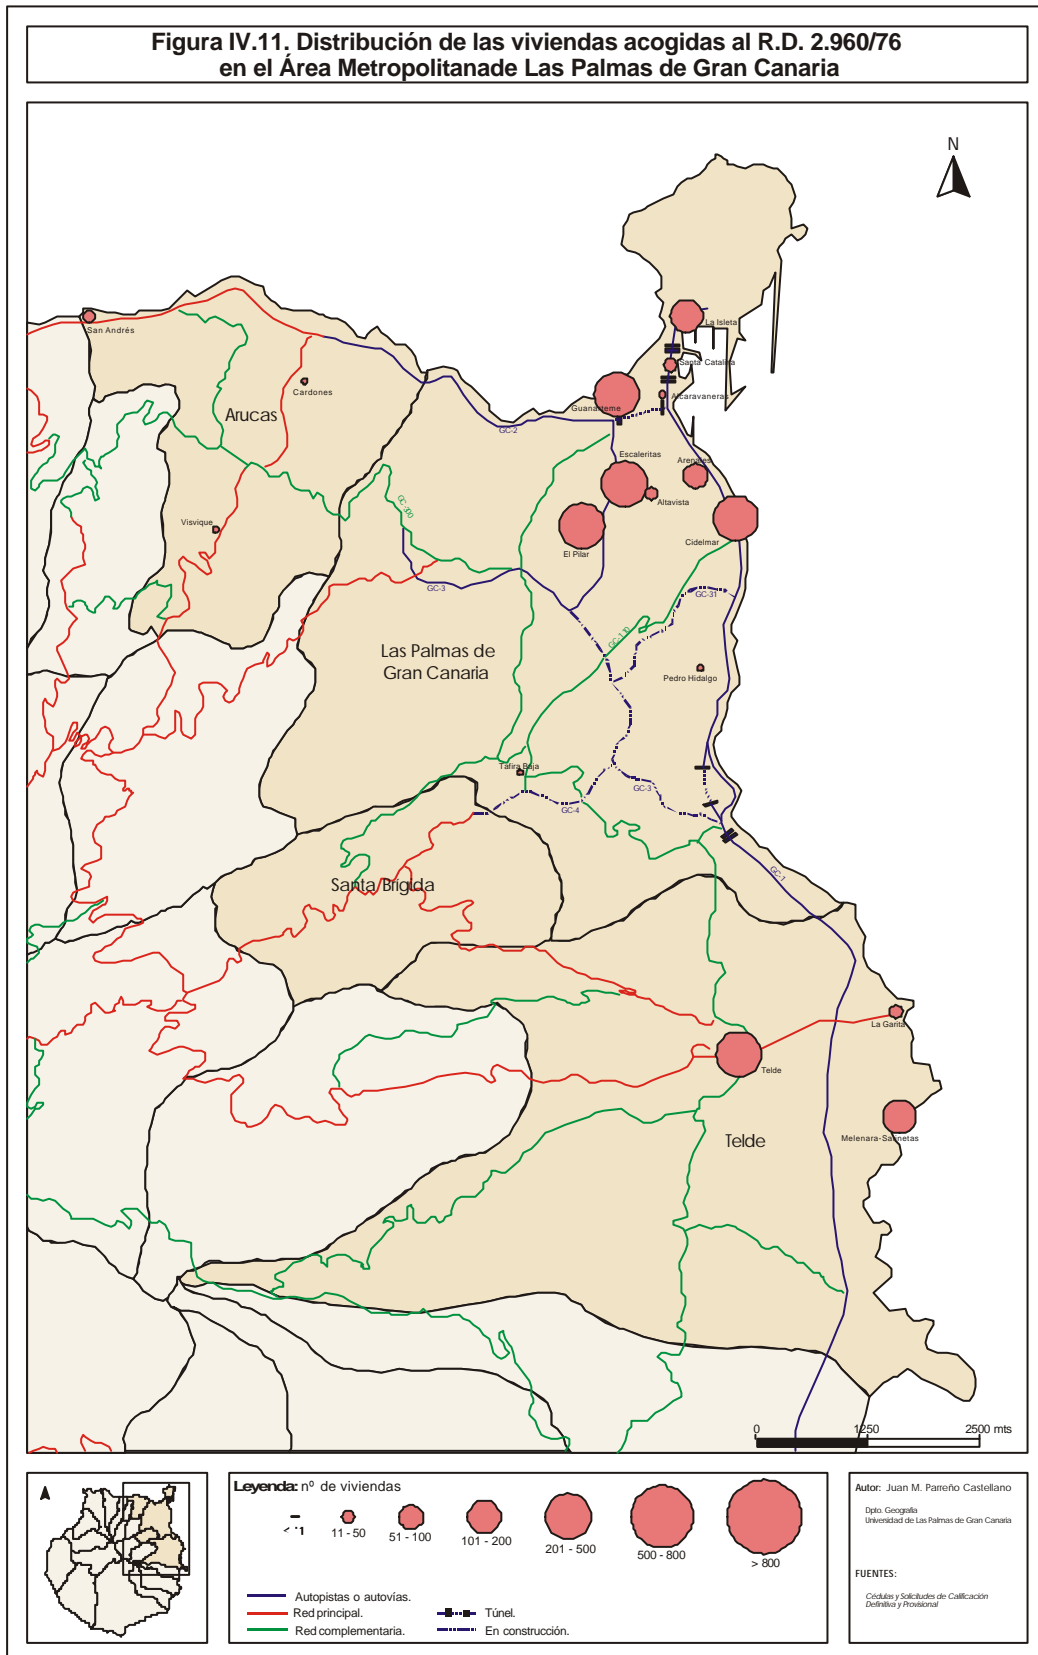 Figura IV.11. Distribución de las viviendas acogidas al R.D. 2.960/76
en el Área Metropolitanade Las Palmas de Gran Canaria
N
La Isleta
San Andrés
Santa Catalina
Cardones
Alcaravaneras
Guanarteme
Arucas
GC-2
Escaleritas
Arenales
Altavista
GC-300
Visvique
Cidelmar
El Pilar
GC-3
GC-31
GC-110
Las Palmas de
Gran Canaria
Pedro Hidalgo
Tafira Baja
GC-3
GC-4
GC-1
Santa Brígida
La Garita
Telde
Melenara-Salinetas
Telde
0 1250 2500 mts
Leyenda: nº de viviendas
11 - 50
51 - 100
101 - 200
201 - 500
500 - 800
> 800
Autopistas o autovías.
Red principal.
Túnel.
Red complementaria.
En construcción.
Autor: Juan M. Parreño Castellano
Dpto. Geografía
Universidad de Las Palmas de Gran Canaria
FUENTES:
Cédulas y Solicitudes de Calificación
Definitiva y Provisional